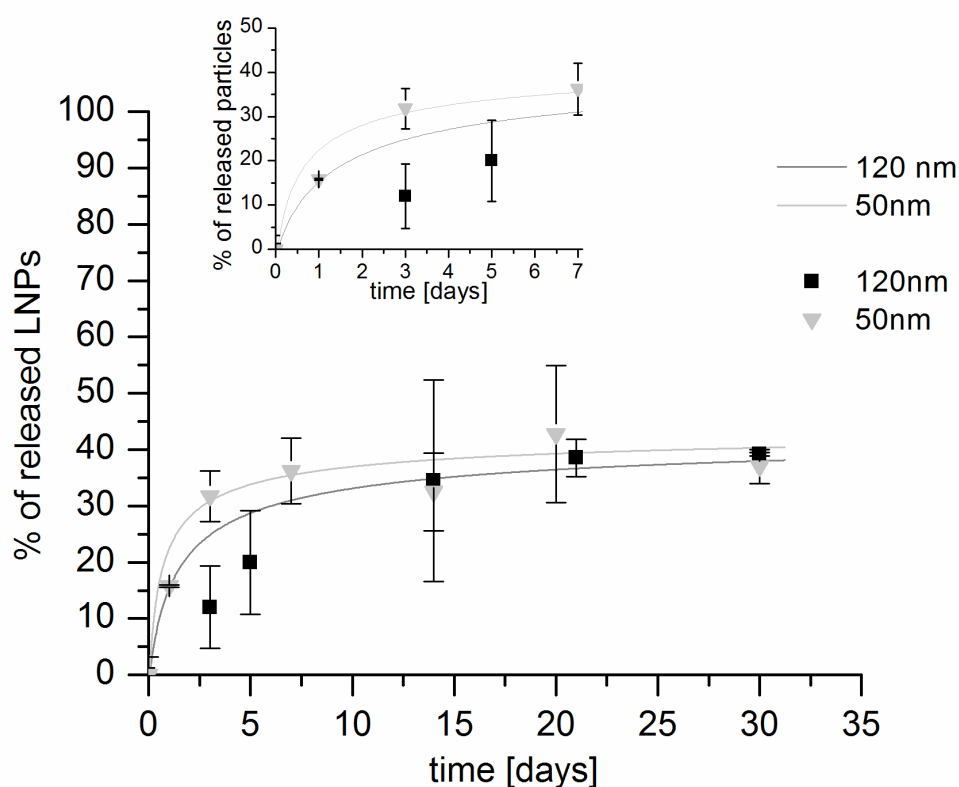 50
40
30
20
10
0
% of released particles
0 1 2 3 4 5 6 7
time [days]
100
90
80
70
60
50
40
30
20
10
0
% of released LNPs
0 5 10 15 20 25 30 35
time [days]
120 nm
50nm
120nm
50nm